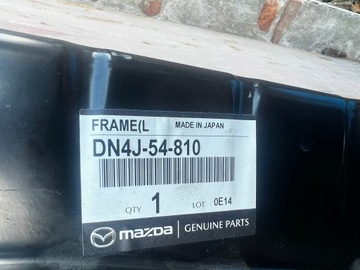 FRAME(L MADE IN JAPAN
DN4J-54-810
QTY 1 LOT 0E14
mazda GENUINE PARTS